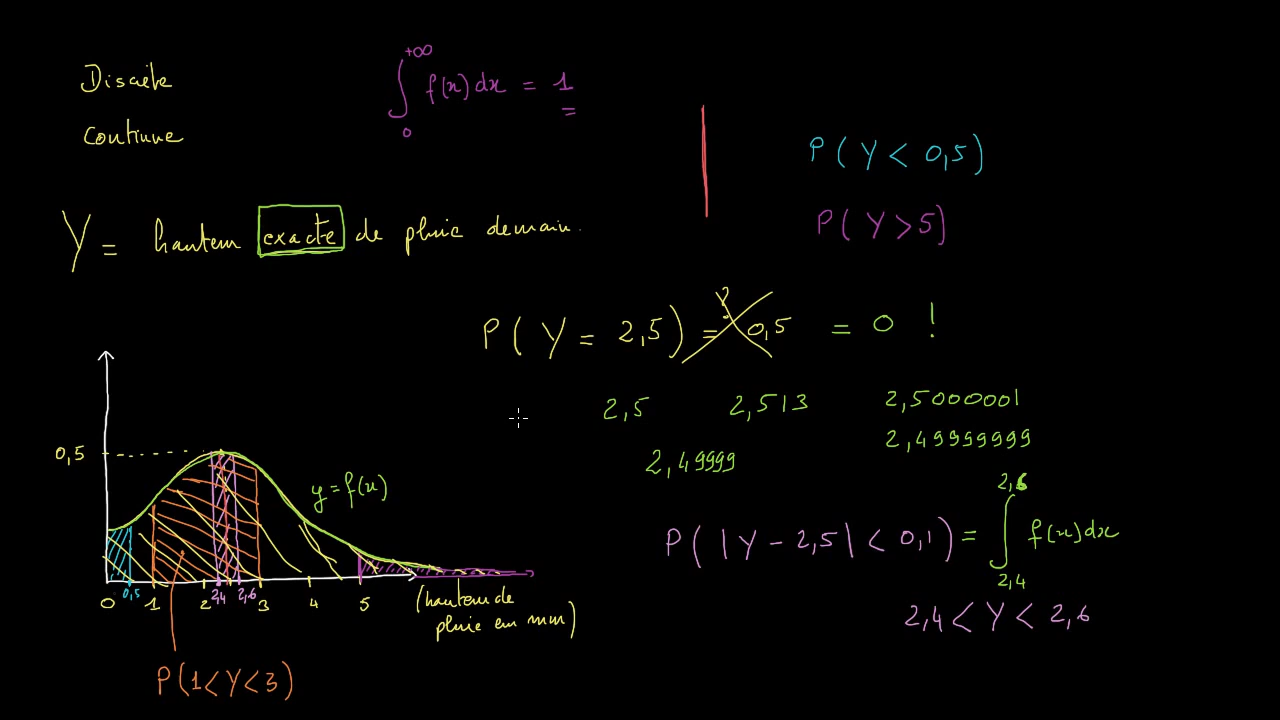 Discrète
Continue
∫₀^+∞ f(x)dx = 1
Y = hauteur exacte de pluie demain.
P(Y < 0,5)
P(Y > 5)
P(Y = 2,5) = 0,5 = 0 !
?
2,5 2,513 2,5000001
2,49999999
2,4999
P(|Y - 2,5| < 0,1) = ∫_2,4^2,6 f(x)dx
2,4 < Y < 2,6
0,5
y = f(x)
0 0,5 1 2 2,4 2,6 3 4 5
(hauteur de
pluie en mm)
P(1 < Y < 3)